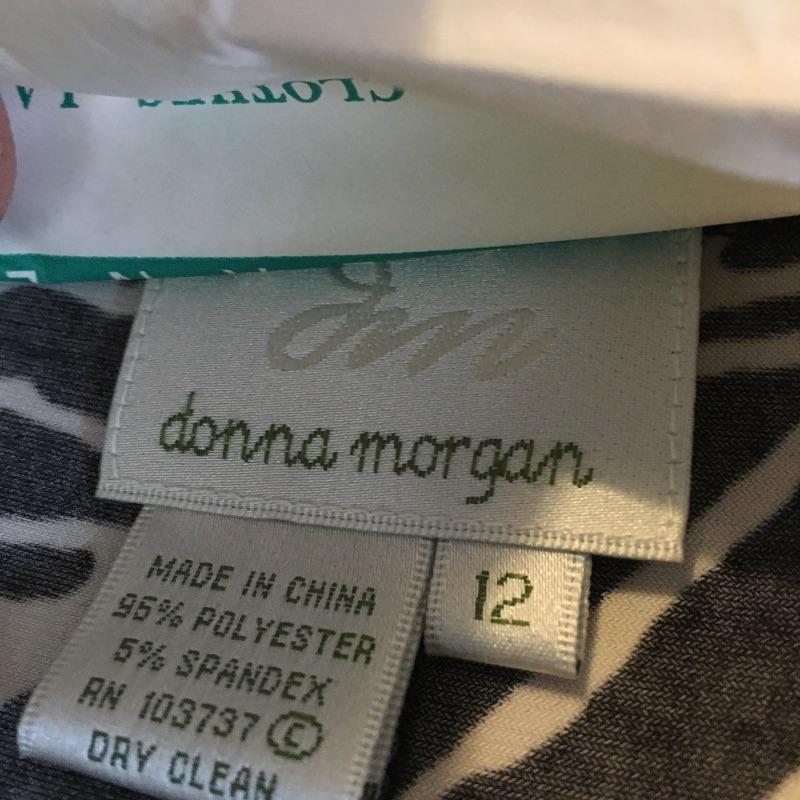 dm
donna morgan
MADE IN CHINA
95% POLYESTER
5% SPANDEX
RN 103737 ©
DRY CLEAN
12